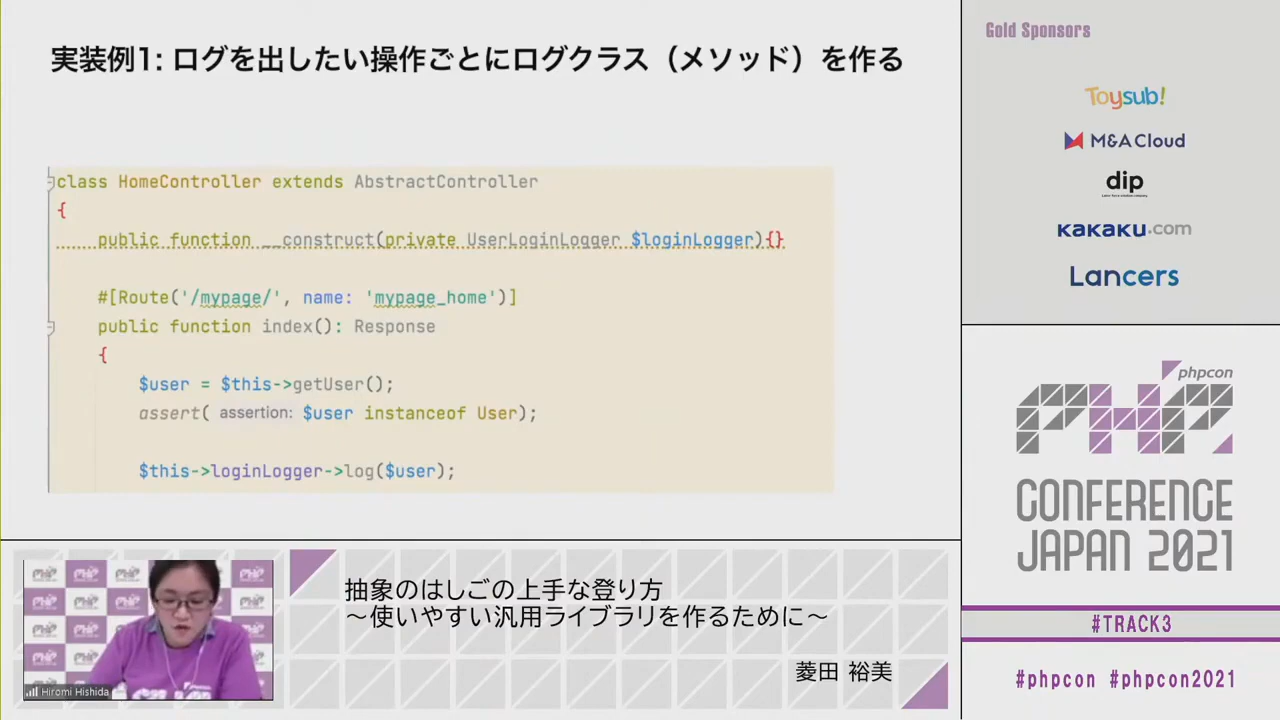 実装例1: ログを出したい操作ごとにログクラス（メソッド）を作る
class HomeController extends AbstractController
{
public function __construct(private UserLoginLogger $loginLogger){}
#[Route('/mypage/', name: 'mypage_home')]
public function index(): Response
{
$user = $this->getUser();
assert( assertion: $user instanceof User);
$this->loginLogger->log($user);
Hiromi Hishida
抽象のはしごの上手な登り方
〜使いやすい汎用ライブラリを作るために〜
菱田 裕美
Gold Sponsors
Toysub!
M&A Cloud
dip
kakaku.com
Lancers
phpcon
PHP
CONFERENCE
JAPAN 2021
#TRACK3
#phpcon #phpcon2021